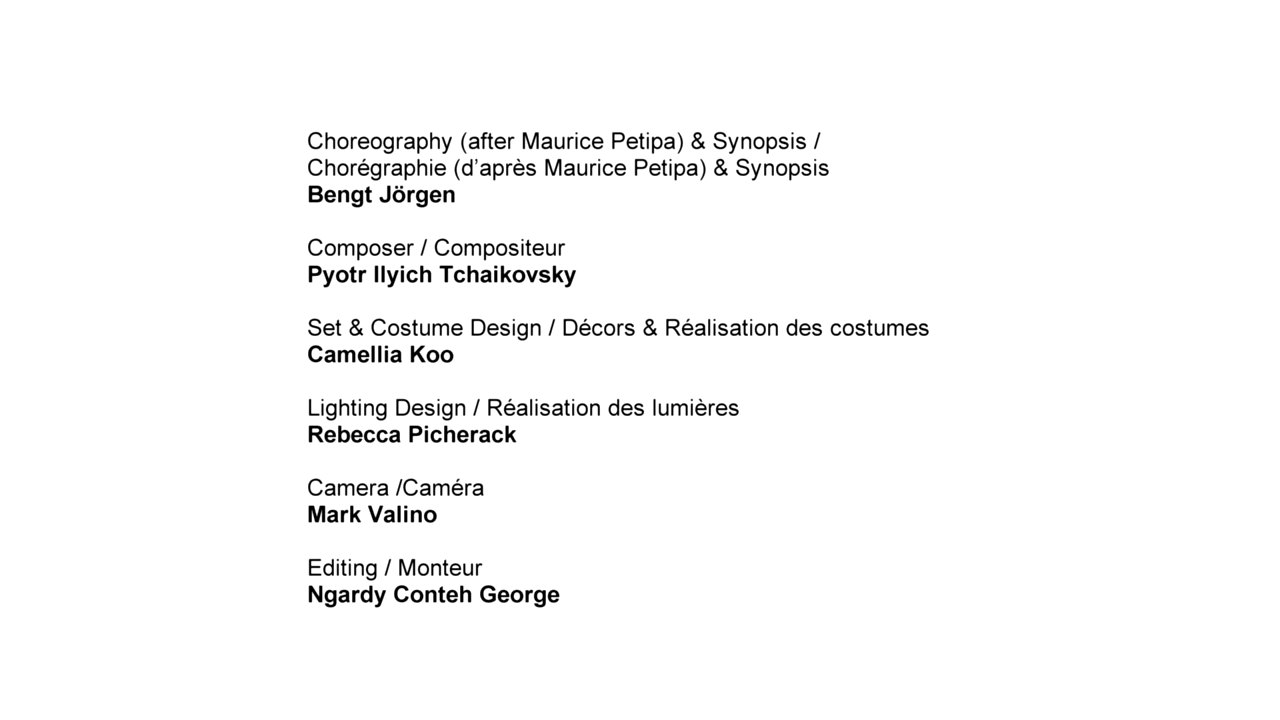 Choreography (after Maurice Petipa) & Synopsis /
Chorégraphie (d’après Maurice Petipa) & Synopsis
Bengt Jörgen
Composer / Compositeur
Pyotr Ilyich Tchaikovsky
Set & Costume Design / Décors & Réalisation des costumes
Camellia Koo
Lighting Design / Réalisation des lumières
Rebecca Picherack
Camera /Caméra
Mark Valino
Editing / Monteur
Ngardy Conteh George